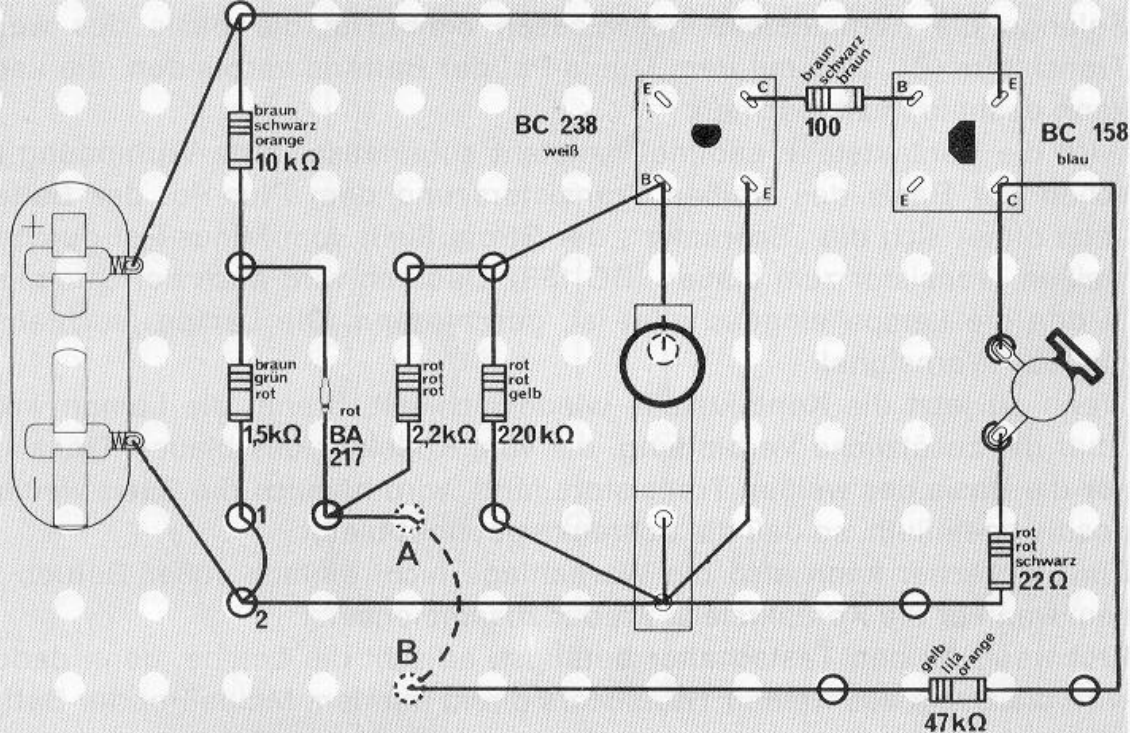 braun
schwarz
orange
10 kΩ
BC 238
weiß
E
C
B
E
braun
schwarz
braun
100
B
E
E
C
BC 158
blau
+
−
braun
grün
rot
1,5kΩ
rot
BA
217
rot
rot
rot
2,2kΩ
rot
rot
gelb
220 kΩ
1
2
A
B
rot
rot
schwarz
22 Ω
gelb
lila
orange
47kΩ